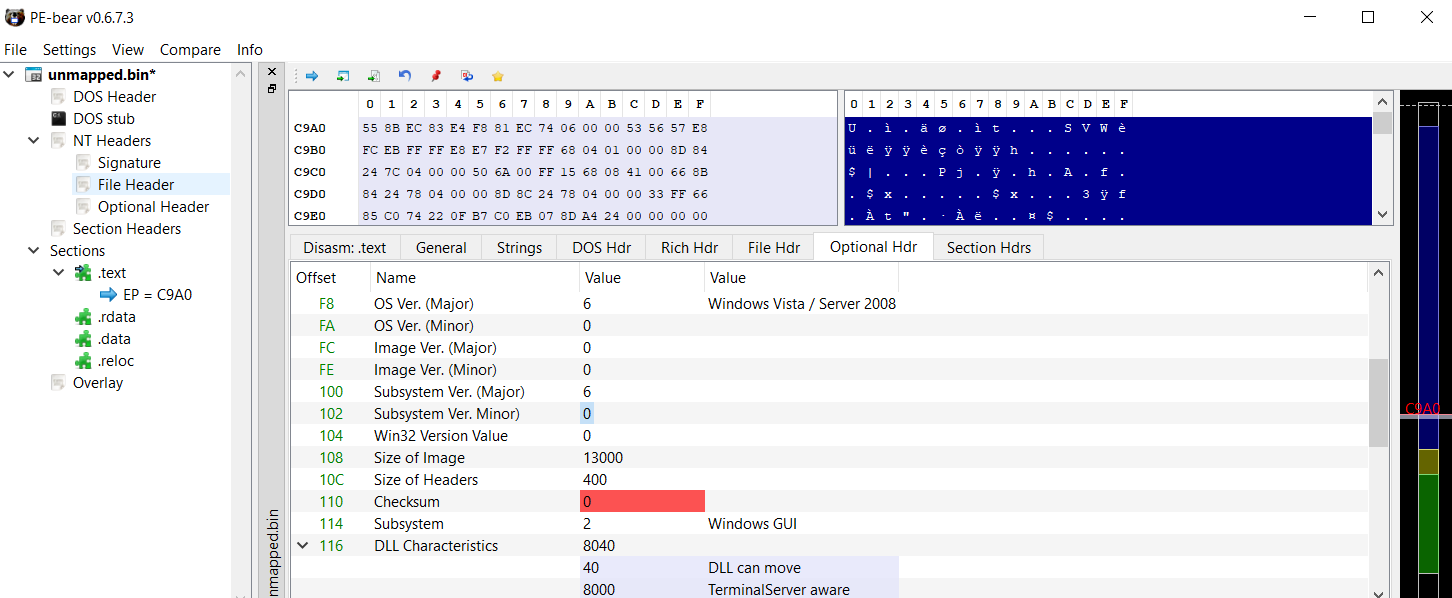 PE-bear v0.6.7.3
File Settings View Compare Info
unmapped.bin*
DOS Header
DOS stub
NT Headers
Signature
File Header
Optional Header
Section Headers
Sections
.text
EP = C9A0
.rdata
.data
.reloc
Overlay
nmapped.bin
0 1 2 3 4 5 6 7 8 9 A B C D E F
C9A0 55 8B EC 83 E4 F8 81 EC 74 06 00 00 53 56 57 E8
C9B0 FC EB FF FF E8 E7 F2 FF FF 68 04 01 00 00 8D 84
C9C0 24 7C 04 00 00 50 6A 00 FF 15 68 08 41 00 66 8B
C9D0 84 24 78 04 00 00 8D 8C 24 78 04 00 00 33 FF 66
C9E0 85 C0 74 22 0F B7 C0 EB 07 8D A4 24 00 00 00 00
0 1 2 3 4 5 6 7 8 9 A B C D E F
U . ì . ä ø . ì t . . . S V W è
ü ë ÿ ÿ è ç ò ÿ ÿ h . . . . . .
$ | . . . P j . ÿ . h . A . f .
. $ x . . . . . $ x . . . 3 ÿ f
. À t " . · À ë . . ¤ $ . . . .
Disasm: .text General Strings DOS Hdr Rich Hdr File Hdr Optional Hdr Section Hdrs
Offset Name Value Value
F8 OS Ver. (Major) 6 Windows Vista / Server 2008
FA OS Ver. (Minor) 0
FC Image Ver. (Major) 0
FE Image Ver. (Minor) 0
100 Subsystem Ver. (Major) 6
102 Subsystem Ver. Minor) 0
104 Win32 Version Value 0
108 Size of Image 13000
10C Size of Headers 400
110 Checksum 0
114 Subsystem 2 Windows GUI
116 DLL Characteristics 8040
40 DLL can move
8000 TerminalServer aware
C9A0